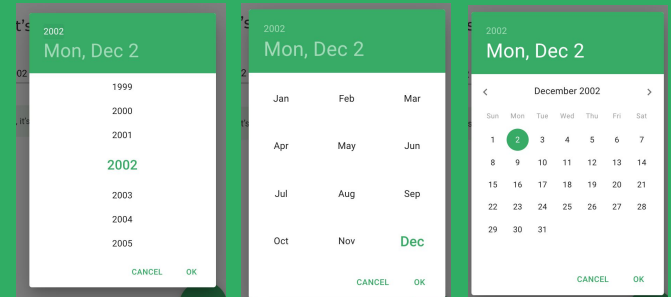 t's
02
, it's
2002
Mon, Dec 2
1999
2000
2001
2002
2003
2004
2005
CANCEL OK
2
t's
2002
Mon, Dec 2
Jan Feb Mar
Apr May Jun
Jul Aug Sep
Oct Nov Dec
CANCEL OK
2002
Mon, Dec 2
December 2002
Sun Mon Tue Wed Thu Fri Sat
1 2 3 4 5 6 7
8 9 10 11 12 13 14
15 16 17 18 19 20 21
22 23 24 25 26 27 28
29 30 31
CANCEL OK